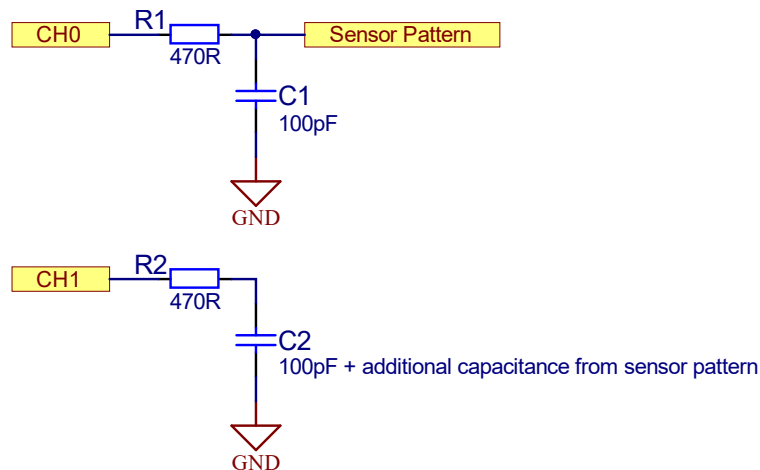 CH0
R1
470R
Sensor Pattern
C1
100pF
GND
CH1
R2
470R
C2
100pF + additional capacitance from sensor pattern
GND